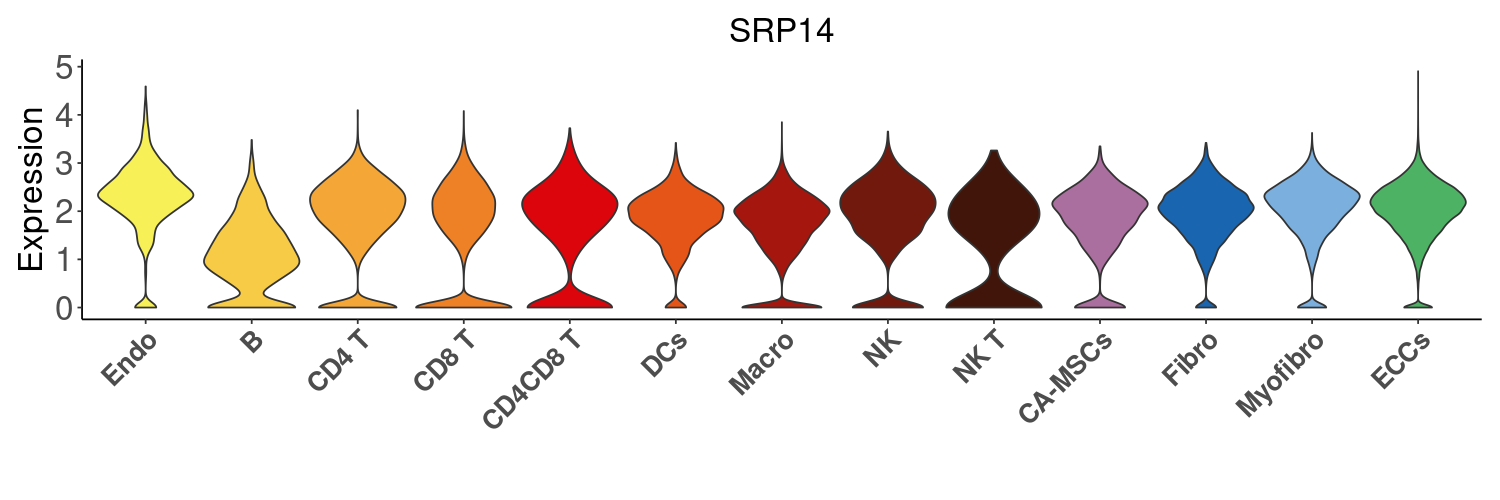 SRP14
Expression
5
4
3
2
1
0
Endo
B
CD4 T
CD8 T
CD4CD8 T
DCs
Macro
NK
NK T
CA-MSCs
Fibro
Myofibro
ECCs